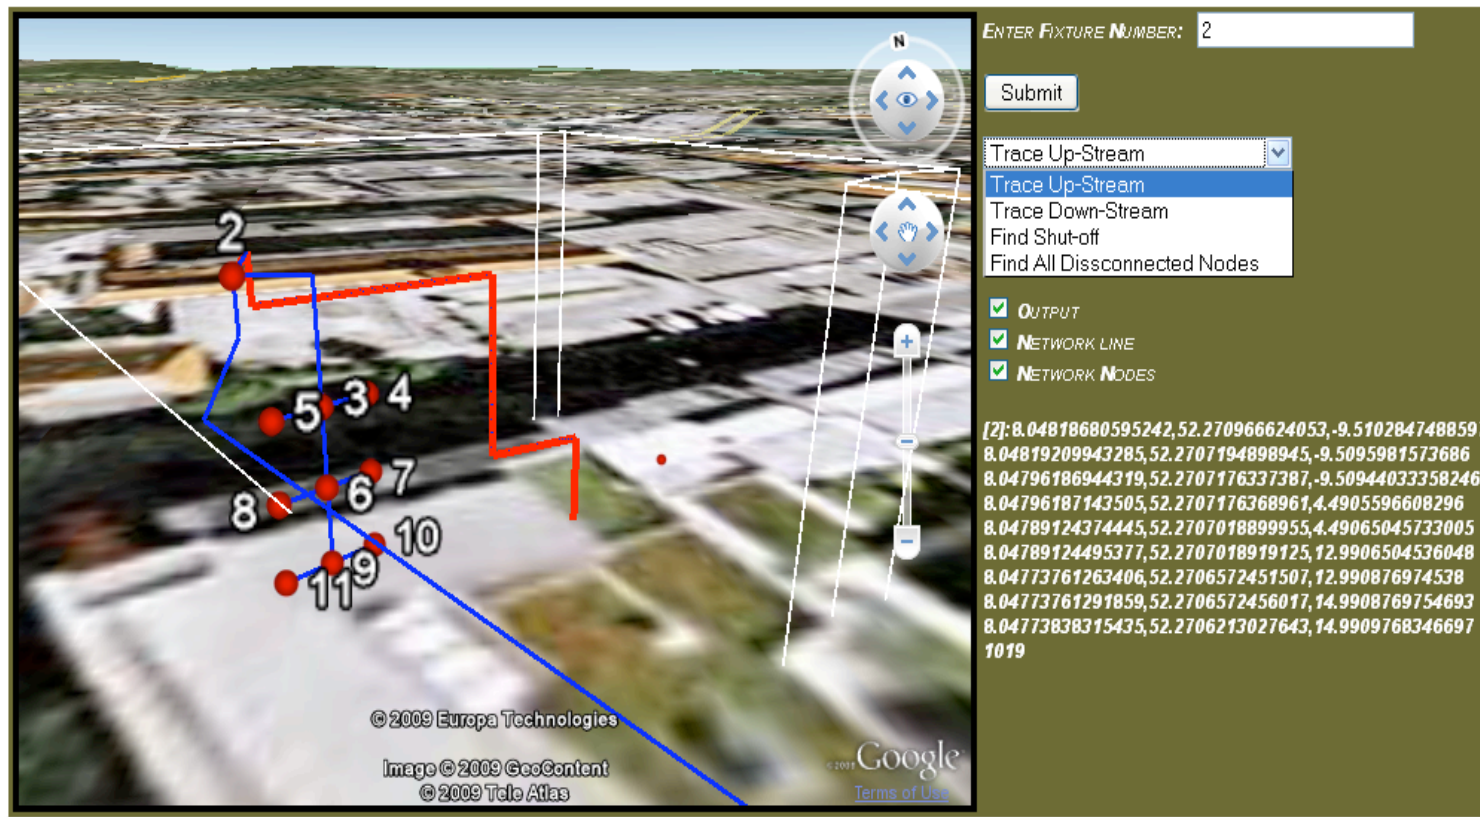 N
2
5
3
4
7
6
8
10
9
11
© 2009 Europa Technologies
Image © 2009 GeoContent
© 2009 Tele Atlas
© 2009 Google
Terms of Use
ENTER FIXTURE NUMBER: 2
Submit
Trace Up-Stream
Trace Up-Stream
Trace Down-Stream
Find Shut-off
Find All Dissconnected Nodes
OUTPUT
NETWORK LINE
NETWORK NODES
[2]:8.04818680595242,52.270966624053,-9.510284748859
8.04819209943285,52.2707194898945,-9.5095981573686
8.04796186944319,52.2707176337387,-9.50944033358246
8.04796187143505,52.2707176368961,4.4905596608296
8.04789124374445,52.2707018899955,4.49065045733005
8.04789124495377,52.2707018919125,12.9906504536048
8.04773761263406,52.2706572451507,12.990876974538
8.04773761291859,52.2706572456017,14.9908769754693
8.04773838315435,52.2706213027643,14.9909768346697
1019